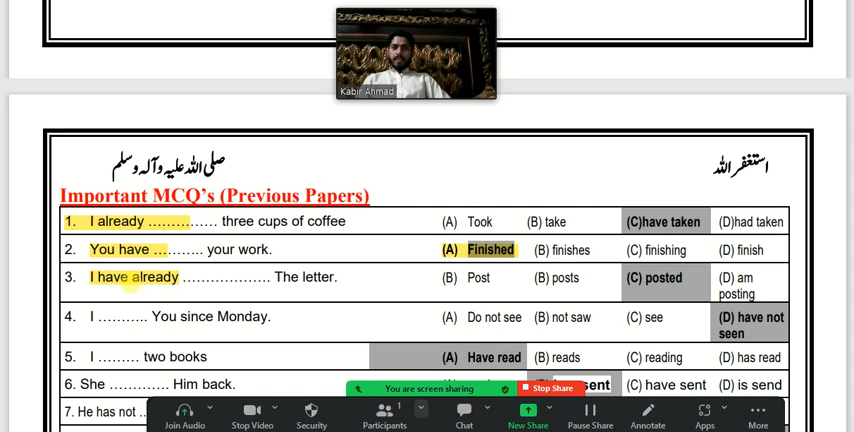 Kabir Ahmad
صلی اللہ علیہ وآلہ وسلم
استغفر اللہ
Important MCQ's (Previous Papers)
1. I already ................ three cups of coffee (A) Took (B) take (C)have taken (D)had taken
2. You have ............ your work. (A) Finished (B) finishes (C) finishing (D) finish
3. I have already ................... The letter. (B) Post (B) posts (C) posted (D) am posting
4. I ........... You since Monday. (A) Do not see (B) not saw (C) see (D) have not seen
5. I ......... two books (A) Have read (B) reads (C) reading (D) has read
6. She ............. Him back. sent (C) have sent (D) is send
You are screen sharing Stop Share
7. He has not ..
1
Join Audio Stop Video Security Participants Chat New Share Pause Share Annotate Apps More